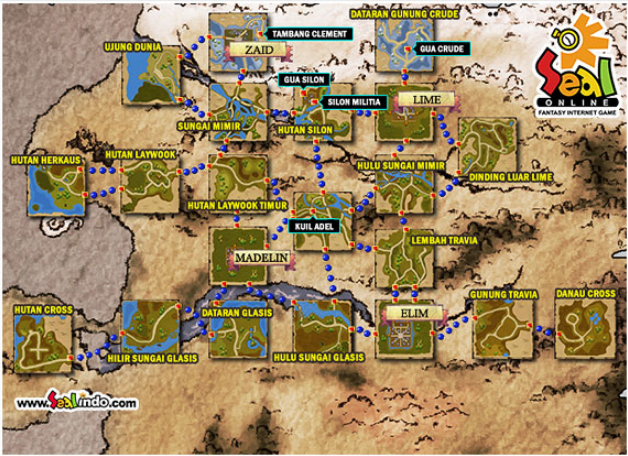 DATARAN GUNUNG CRUDE
TAMBANG CLEMENT
UJUNG DUNIA
ZAID
GUA CRUDE
Seal
ONLINE
FANTASY INTERNET GAME
GUA SILON
SILON MILITIA
LIME
SUNGAI MIMIR
HUTAN SILON
HUTAN HERKAUS
HUTAN LAYWOOK
HULU SUNGAI MIMIR
DINDING LUAR LIME
HUTAN LAYWOOK TIMUR
KUIL ADEL
LEMBAH TRAVIA
MADELIN
GUNUNG TRAVIA
DANAU CROSS
HUTAN CROSS
DATARAN GLASIS
ELIM
HILIR SUNGAI GLASIS
HULU SUNGAI GLASIS
www.SeaLindo.com